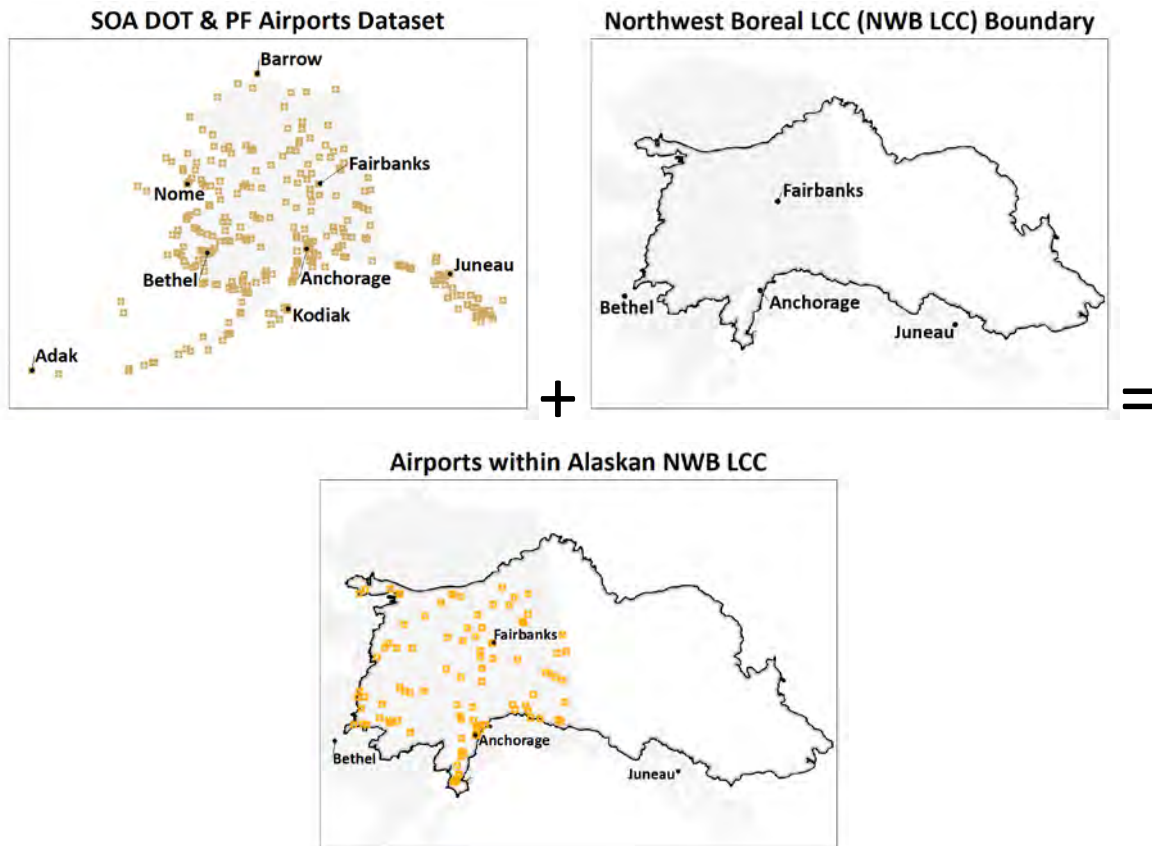 SOA DOT & PF Airports Dataset
Barrow
Fairbanks
Nome
Bethel
Anchorage
Juneau
Kodiak
Adak
+
Northwest Boreal LCC (NWB LCC) Boundary
Fairbanks
Bethel
Anchorage
Juneau
=
Airports within Alaskan NWB LCC
Fairbanks
Anchorage
Bethel
Juneau